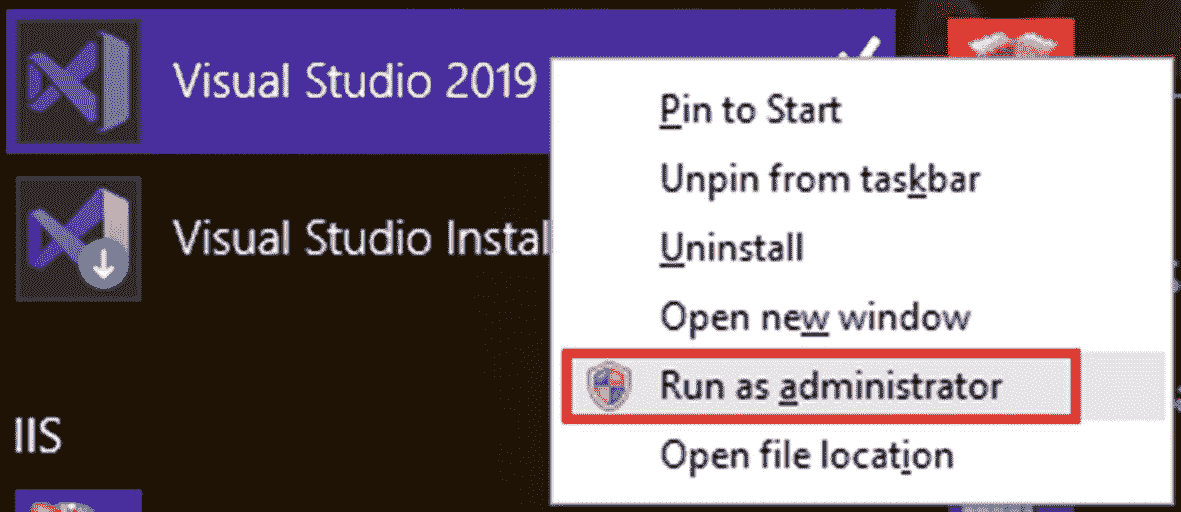 Visual Studio 2019
Pin to Start
Unpin from taskbar
Visual Studio Instal
Uninstall
Open new window
Run as administrator
IIS
Open file location